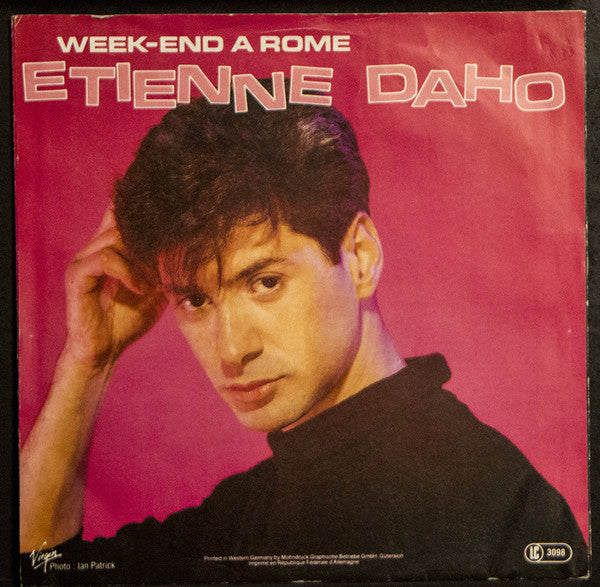 WEEK-END A ROME
ETIENNE DAHO
Virgin
Photo : Ian Patrick
Printed in Western Germany by Mohndruck Graphische Betriebe GmbH, Gütersloh
Imprimé en République Fédérale d'Allemagne
LC 3098